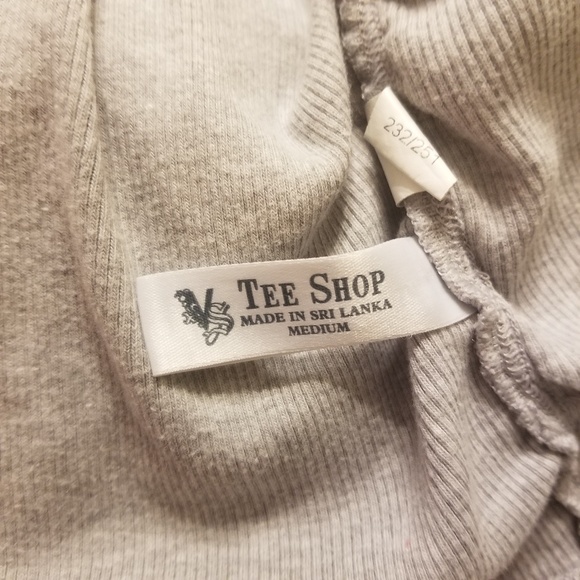 232/251
VS TEE SHOP
MADE IN SRI LANKA
MEDIUM